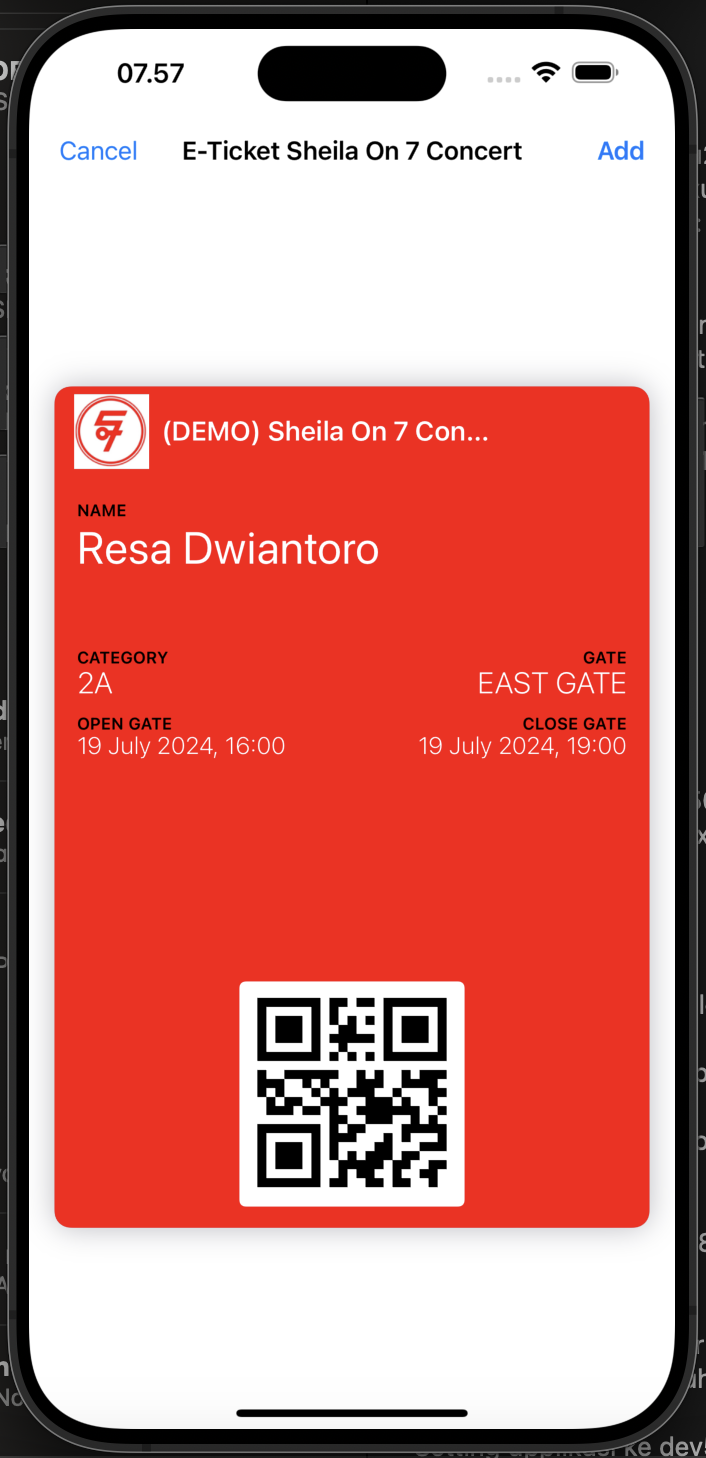 07.57
Cancel E-Ticket Sheila On 7 Concert Add
(DEMO) Sheila On 7 Con...
NAME
Resa Dwiantoro
CATEGORY GATE
2A EAST GATE
OPEN GATE CLOSE GATE
19 July 2024, 16:00 19 July 2024, 19:00